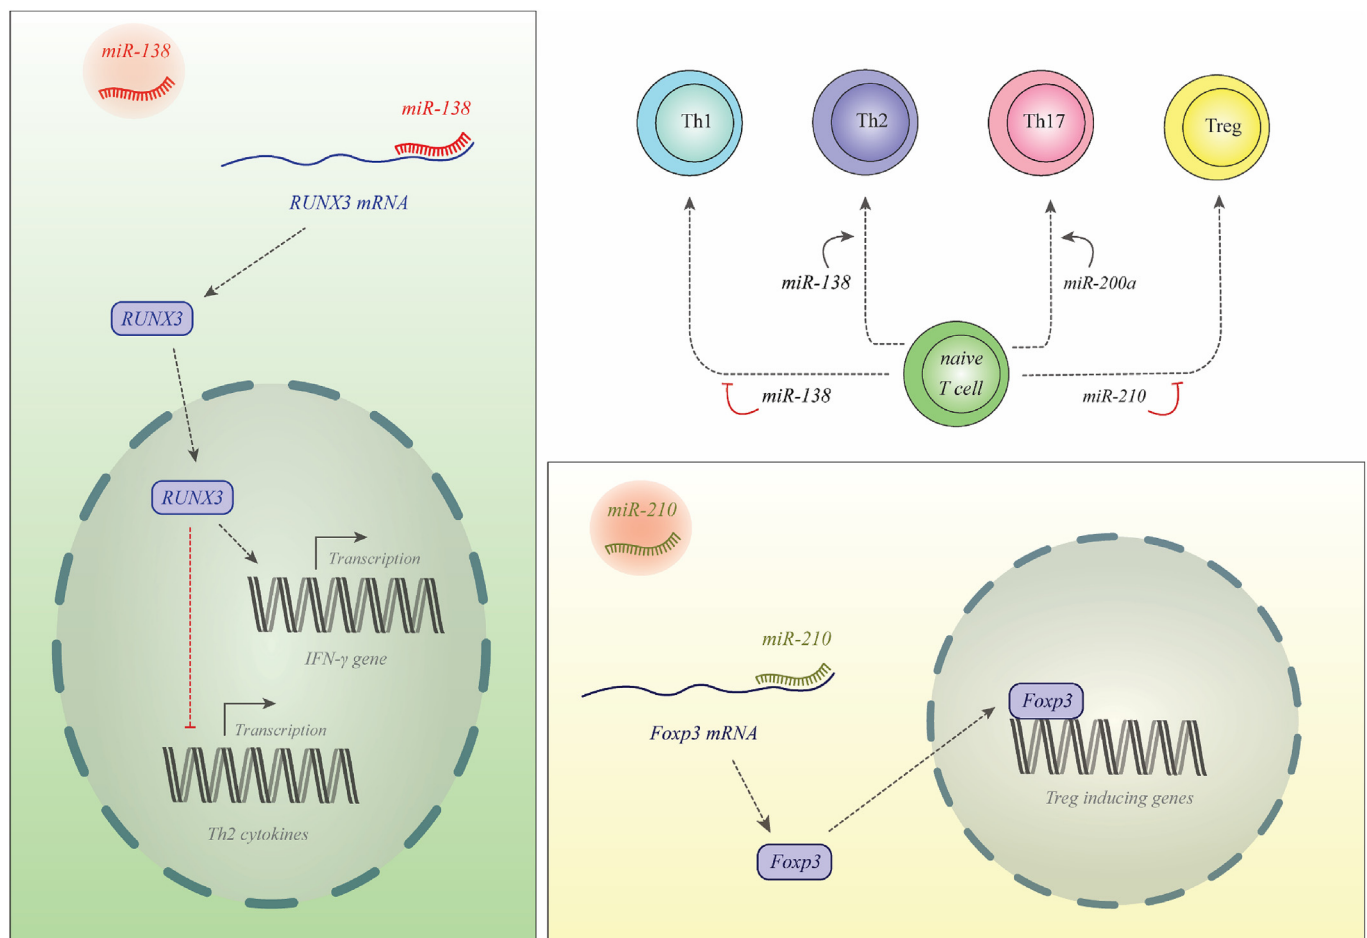 miR-138
miR-138
RUNX3 mRNA
RUNX3
RUNX3
Transcription
IFN-γ gene
Transcription
Th2 cytokines
Th1
Th2
Th17
Treg
miR-138
miR-200a
naive
T cell
miR-138
miR-210
miR-210
miR-210
Foxp3 mRNA
Foxp3
Foxp3
Treg inducing genes